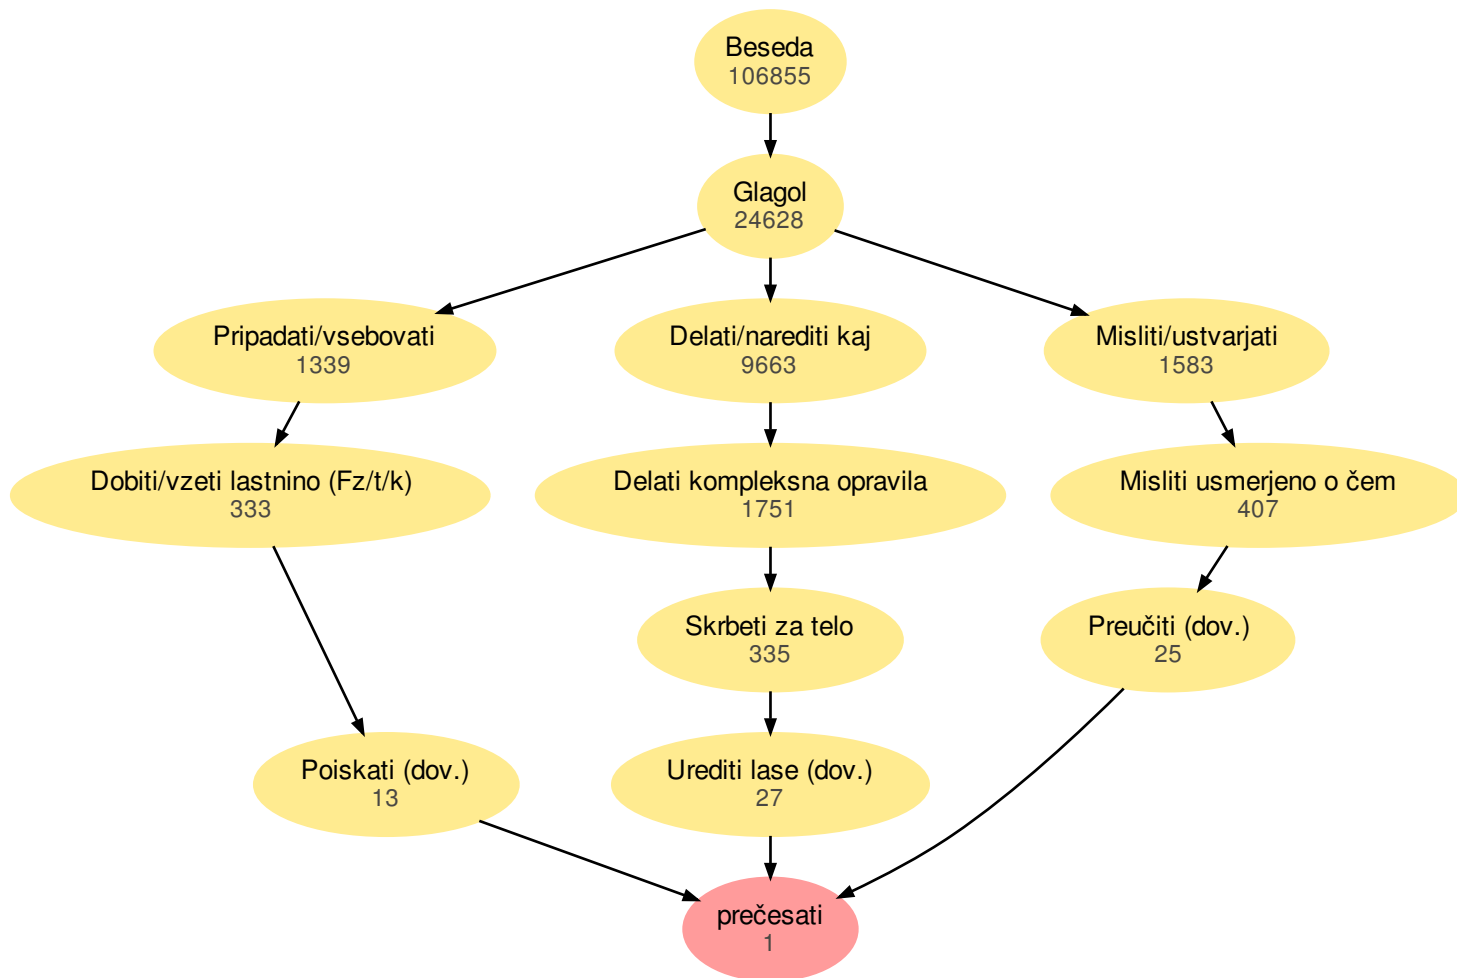 Beseda
106855
Glagol
24628
Pripadati/vsebovati
1339
Delati/narediti kaj
9663
Misliti/ustvarjati
1583
Dobiti/vzeti lastnino (Fz/t/k)
333
Delati kompleksna opravila
1751
Misliti usmerjeno o čem
407
Skrbeti za telo
335
Preučiti (dov.)
25
Poiskati (dov.)
13
Urediti lase (dov.)
27
prečesati
1